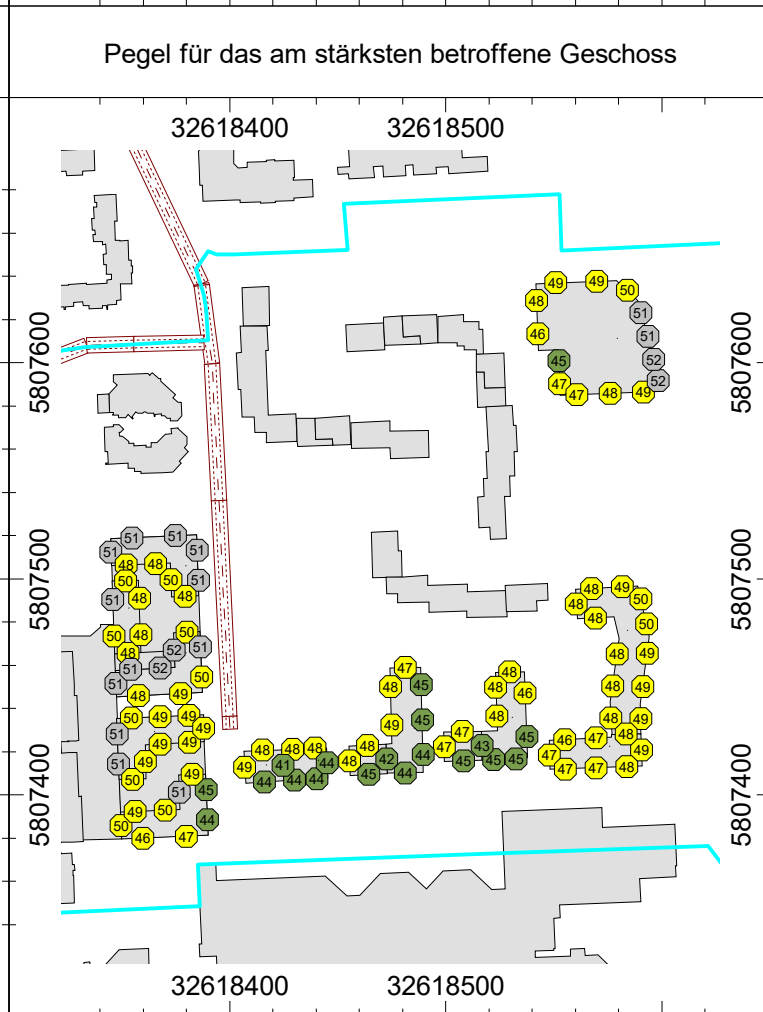 Pegel für das am stärksten betroffene Geschoss
32618400 32618500
49 49 50
48 51
46 51
5807600 45 52 5807600
47 47 48 49 52
51 51 51 51
48 48
50 50 51
51 48 48
50 48 50
48 52 51
51 52
51 50
48 49
50 49 49
51 49
49 49
51 49
50 49
51 45
49 50
50 44
46 47
5807500 5807500
48 49 50
48 48 50
48 48
48 49
48 49
46 47 48
47 49
47 47 48
47
48 45
49 45
48 48 48 48
49 41 44 48 42 44
44 44 44 45 44
48
48 46
48
47 43 45
49
47 45 45 45
5807400 5807400
32618400 32618500